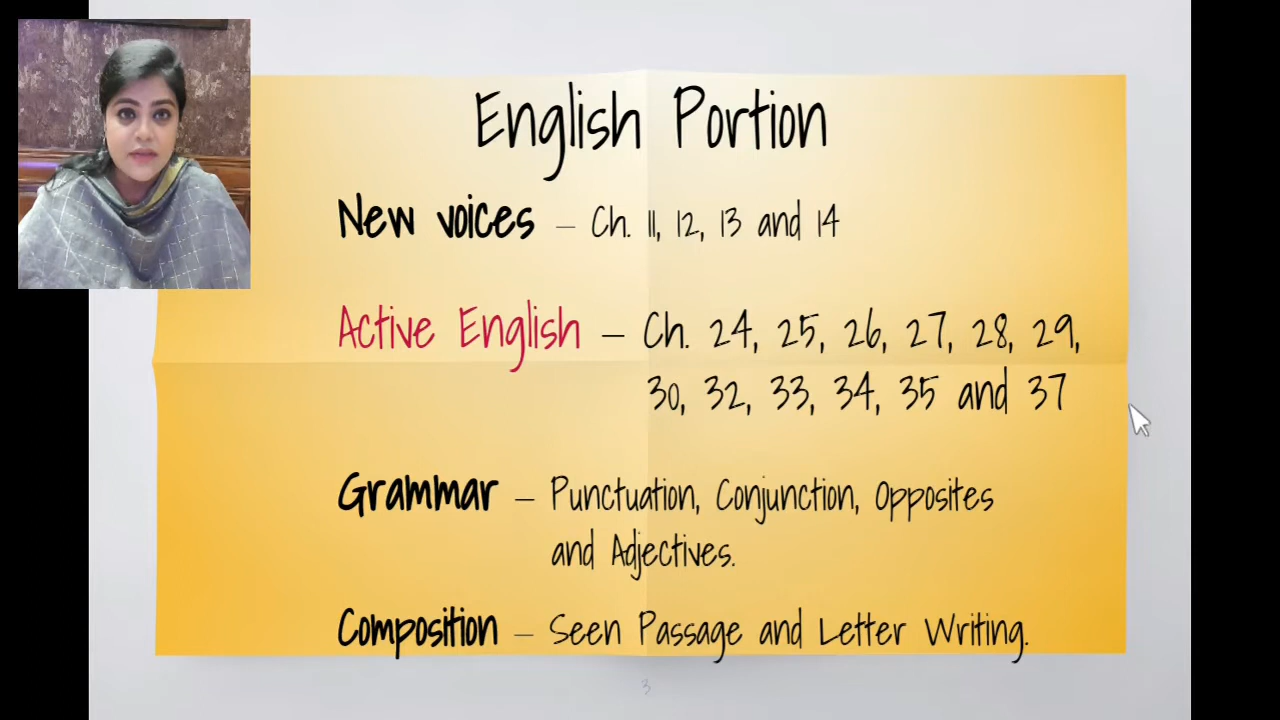 English Portion
New voices – Ch. 11, 12, 13 and 14
Active English – Ch. 24, 25, 26, 27, 28, 29,
30, 32, 33, 34, 35 and 37
Grammar – Punctuation, Conjunction, Opposites
and Adjectives.
Composition – Seen Passage and Letter Writing.
3